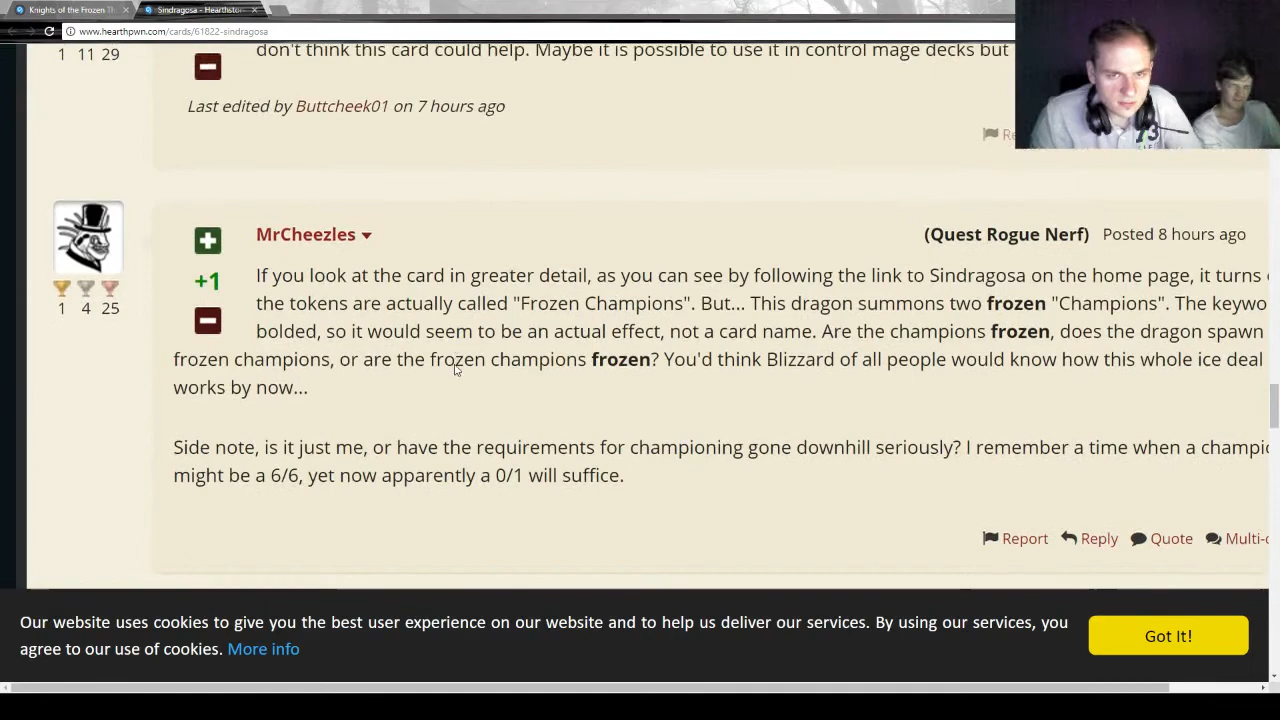 Knights of the Frozen Th
Sindragosa - Hearthsto
www.hearthpwn.com/cards/61822-sindragosa
1 11 29
don't think this card could help. Maybe it is possible to use it in control mage decks but
Last edited by Buttcheek01 on 7 hours ago
MrCheezles
(Quest Rogue Nerf) Posted 8 hours ago
+1
1 4 25
If you look at the card in greater detail, as you can see by following the link to Sindragosa on the home page, it turns
the tokens are actually called "Frozen Champions". But... This dragon summons two frozen "Champions". The keywo
bolded, so it would seem to be an actual effect, not a card name. Are the champions frozen, does the dragon spawn
frozen champions, or are the frozen champions frozen? You'd think Blizzard of all people would know how this whole ice deal
works by now...
Side note, is it just me, or have the requirements for championing gone downhill seriously? I remember a time when a champi
might be a 6/6, yet now apparently a 0/1 will suffice.
Report Reply Quote Multi-
Our website uses cookies to give you the best user experience on our website and to help us deliver our services. By using our services, you
agree to our use of cookies. More info
Got It!